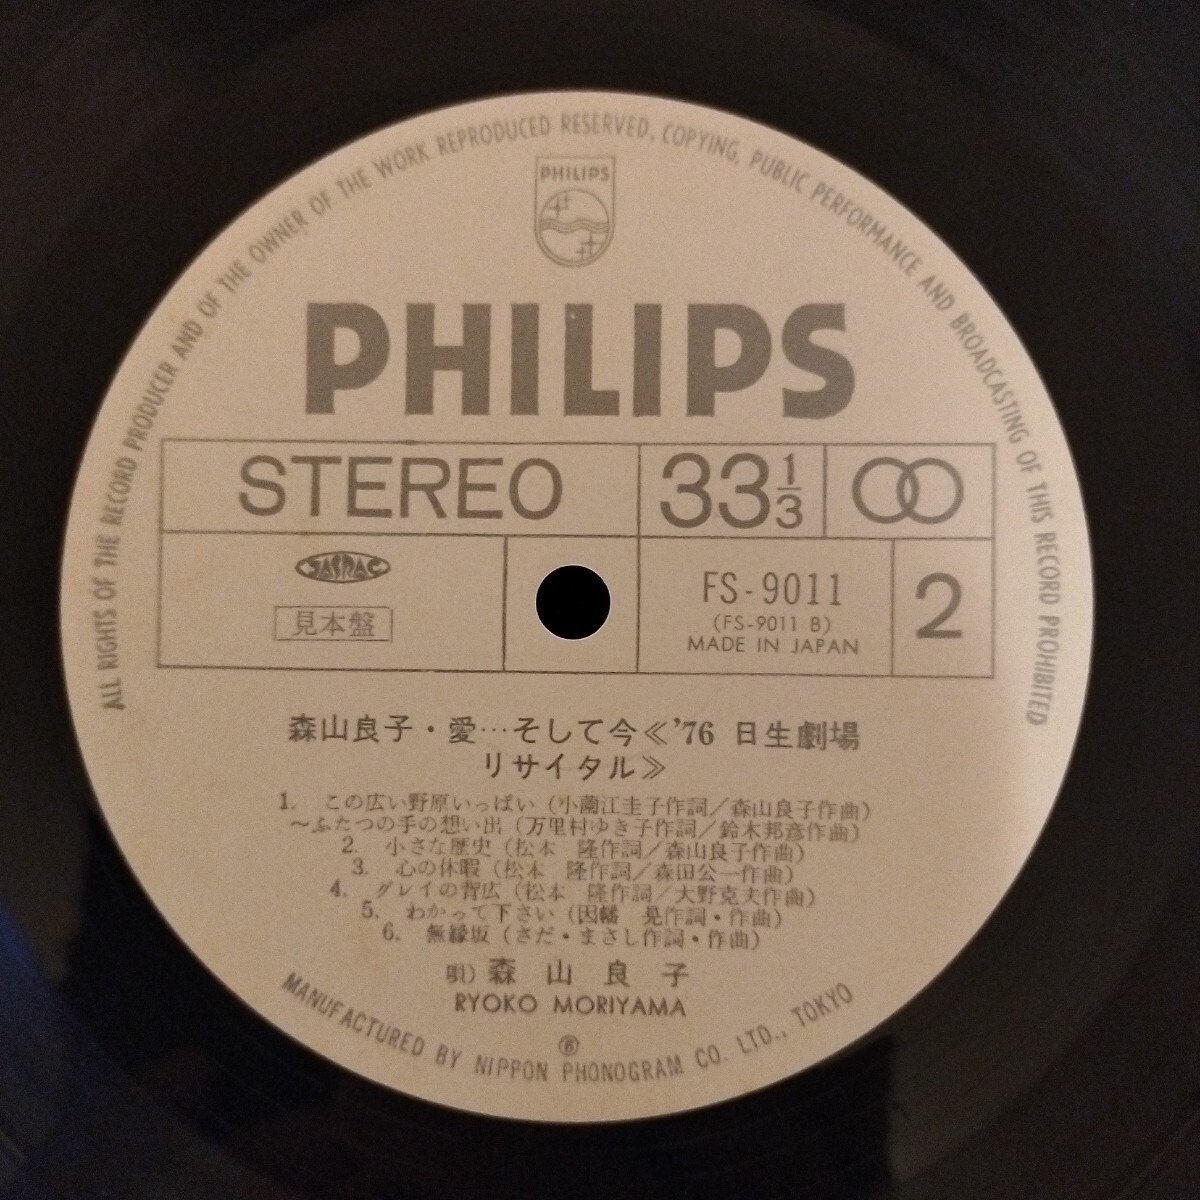 ALL RIGHTS OF THE RECORD PRODUCER AND OF THE OWNER OF THE WORK REPRODUCED RESERVED. COPYING, PUBLIC PERFORMANCE AND BROADCASTING OF THIS RECORD PROHIBITED
PHILIPS
PHILIPS
STEREO 33 1/3
JASRAC
見本盤
FS-9011
(FS-9011 B)
MADE IN JAPAN
2
森山良子・愛…そして今≪'76 日生劇場
リサイタル≫
1. この広い野原いっぱい (小薗江圭子作詞／森山良子作曲)
～ふたつの手の想い出 (万里村ゆき子作詞／鈴木邦彦作曲)
2. 小さな歴史 (松本 隆作詞／森山良子作曲)
3. 心の休暇 (松本 隆作詞／森田公一作曲)
4. グレイの背広 (松本 隆作詞／大野克夫作曲)
5. わかって下さい (因幡 晃作詞・作曲)
6. 無縁坂 (さだ・まさし作詞・作曲)
唄) 森山良子
RYOKO MORIYAMA
MANUFACTURED BY NIPPON PHONOGRAM CO. LTD., TOKYO